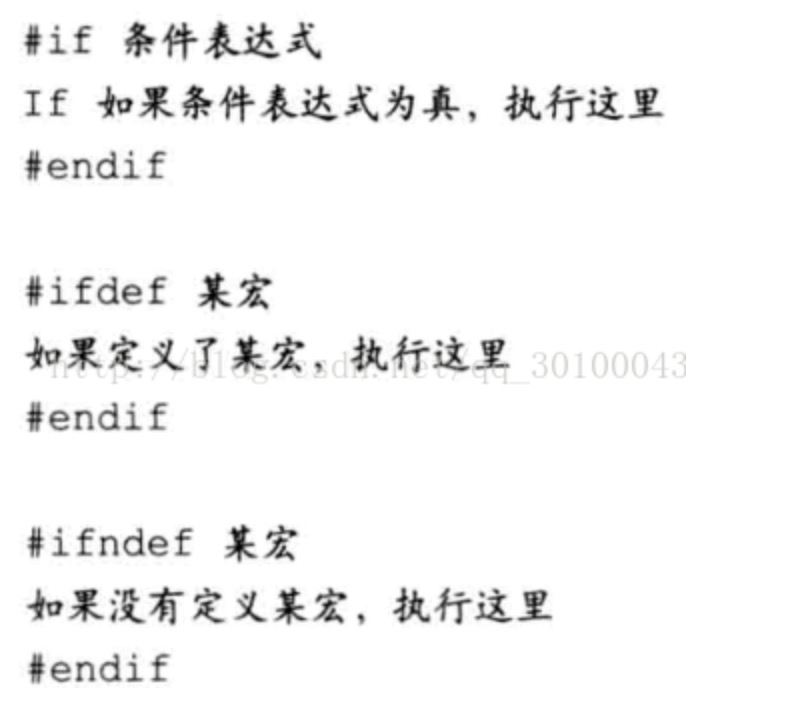 #if 条件表达式
If 如果条件表达式为真，执行这里
#endif
#ifdef 某宏
如果定义了某宏，执行这里
http://blog.csdn.net/qq_30100043
#endif
#ifndef 某宏
如果没有定义某宏，执行这里
#endif